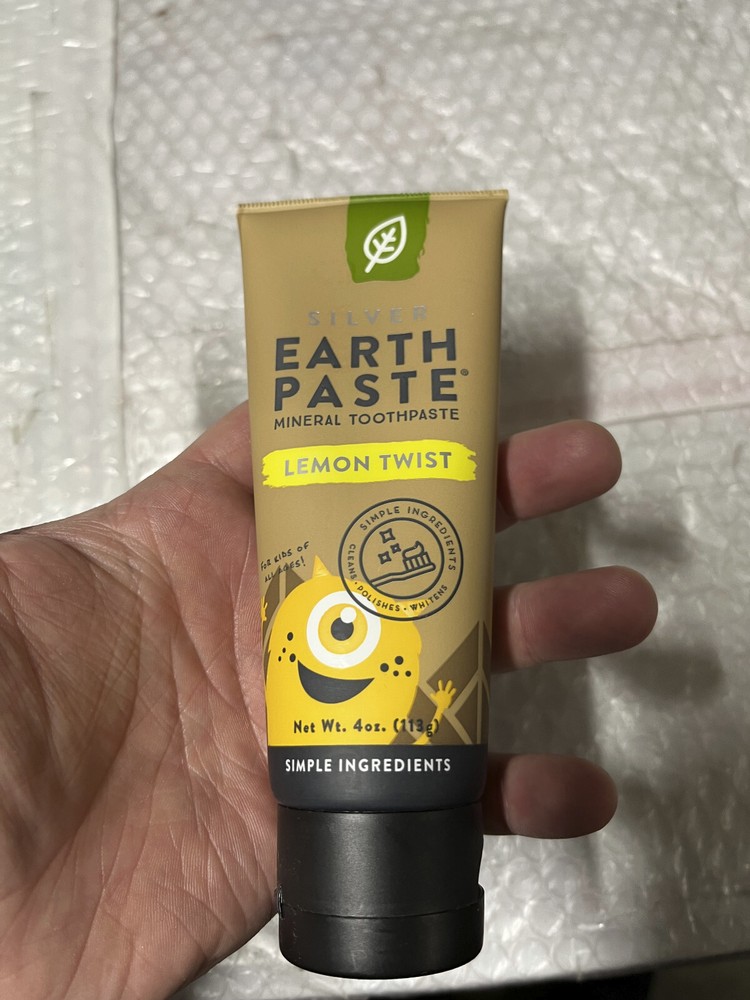 SILVER
EARTH
PASTE®
MINERAL TOOTHPASTE
LEMON TWIST
SIMPLE INGREDIENTS
CLEANS • POLISHES • WHITENS
FOR KIDS OF
ALL AGES!
Net Wt. 4oz. (113g)
SIMPLE INGREDIENTS